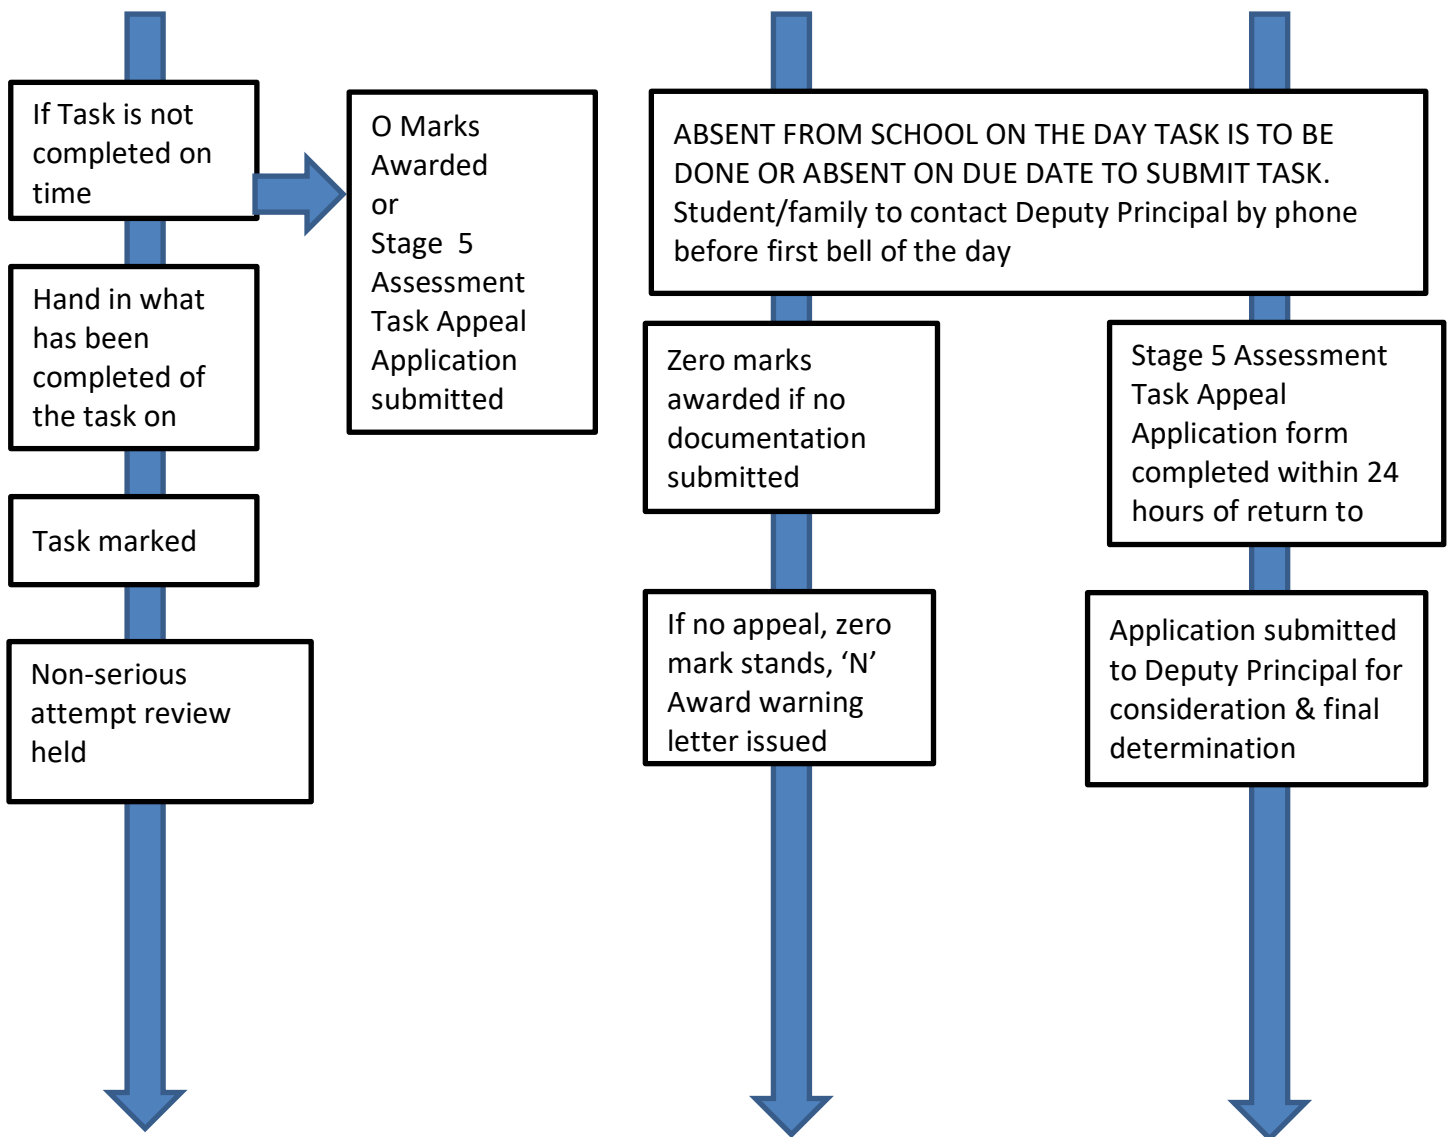 If Task is not
completed on
time
Hand in what
has been
completed of
the task on
Task marked
Non-serious
attempt review
held
O Marks
Awarded
or
Stage 5
Assessment
Task Appeal
Application
submitted
ABSENT FROM SCHOOL ON THE DAY TASK IS TO BE
DONE OR ABSENT ON DUE DATE TO SUBMIT TASK.
Student/family to contact Deputy Principal by phone
before first bell of the day
Zero marks
awarded if no
documentation
submitted
If no appeal, zero
mark stands, ‘N’
Award warning
letter issued
Stage 5 Assessment
Task Appeal
Application form
completed within 24
hours of return to
Application submitted
to Deputy Principal for
consideration & final
determination